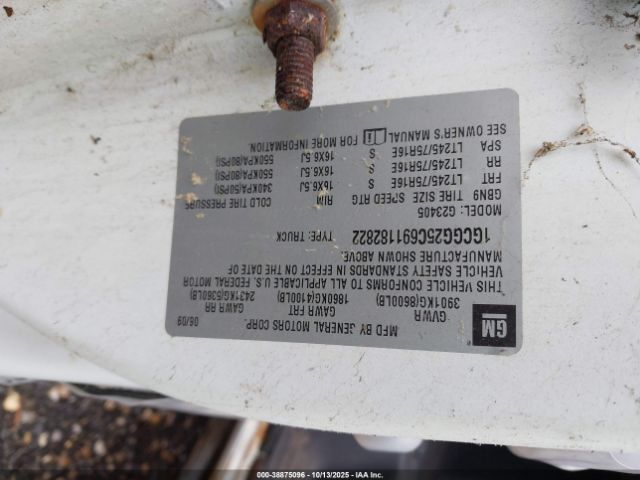 GM
MFD BY GENERAL MOTORS CORP. 06/09
GVWR GAWR FRT GAWR RR
3901KG(8600LB) 1860KG(4100LB) 2431KG(5360LB)
THIS VEHICLE CONFORMS TO ALL APPLICABLE U.S. FEDERAL MOTOR
VEHICLE SAFETY STANDARDS IN EFFECT ON THE DATE OF
MANUFACTURE SHOWN ABOVE.
1GCGG25C691182822 TYPE: TRUCK
MODEL: G23405
GBN9 TIRE SIZE SPEED RTG RIM COLD TIRE PRESSURE
FRT LT245/75R16E S 16X6.5J 340KPA(50PSI)
RR LT245/75R16E S 16X6.5J 550KPA(80PSI)
SPA LT245/75R16E S 16X6.5J 550KPA(80PSI)
SEE OWNER'S MANUAL FOR MORE INFORMATION.
000-38875096 - 10/13/2025 - IAA Inc.